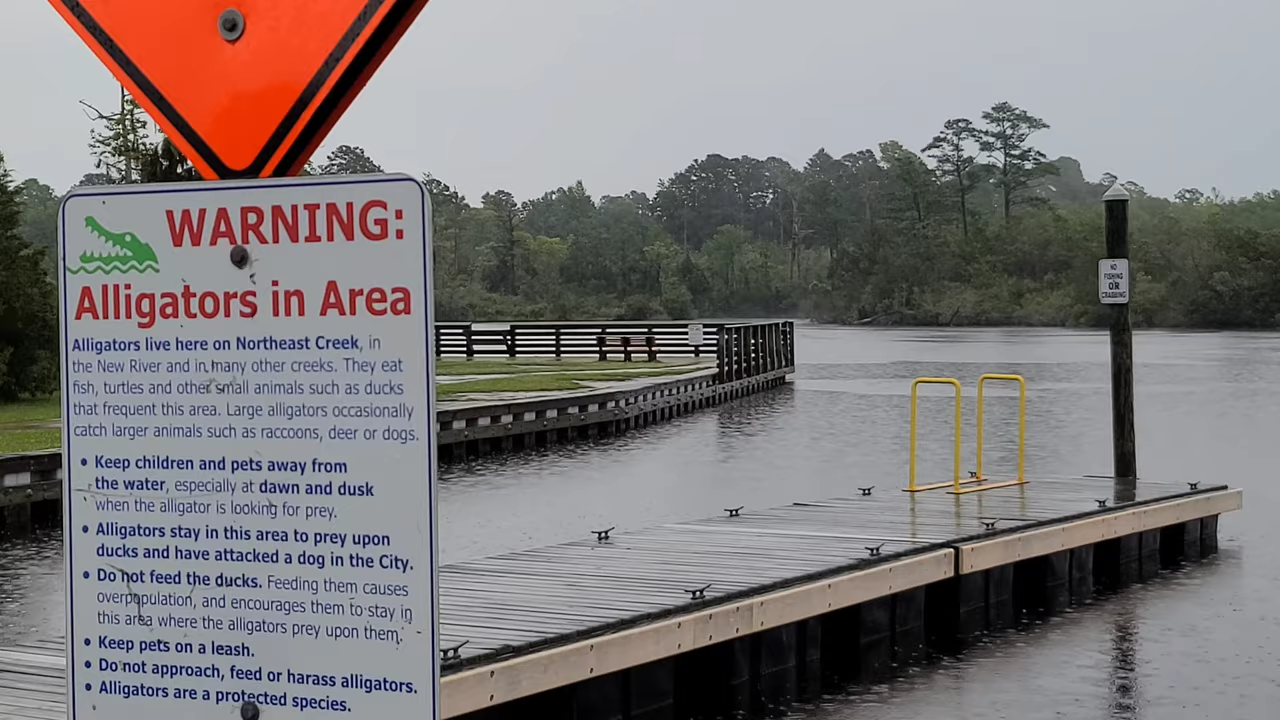 WARNING:
Alligators in Area
Alligators live here on Northeast Creek, in
the New River and in many other creeks. They eat
fish, turtles and other small animals such as ducks
that frequent this area. Large alligators occasionally
catch larger animals such as raccoons, deer or dogs.
• Keep children and pets away from
the water, especially at dawn and dusk
when the alligator is looking for prey.
• Alligators stay in this area to prey upon
ducks and have attacked a dog in the City.
• Do not feed the ducks. Feeding them causes
overpopulation, and encourages them to stay in
this area where the alligators prey upon them.
• Keep pets on a leash.
• Do not approach, feed or harass alligators.
• Alligators are a protected species.
NO
FISHING
OR
CRABBING